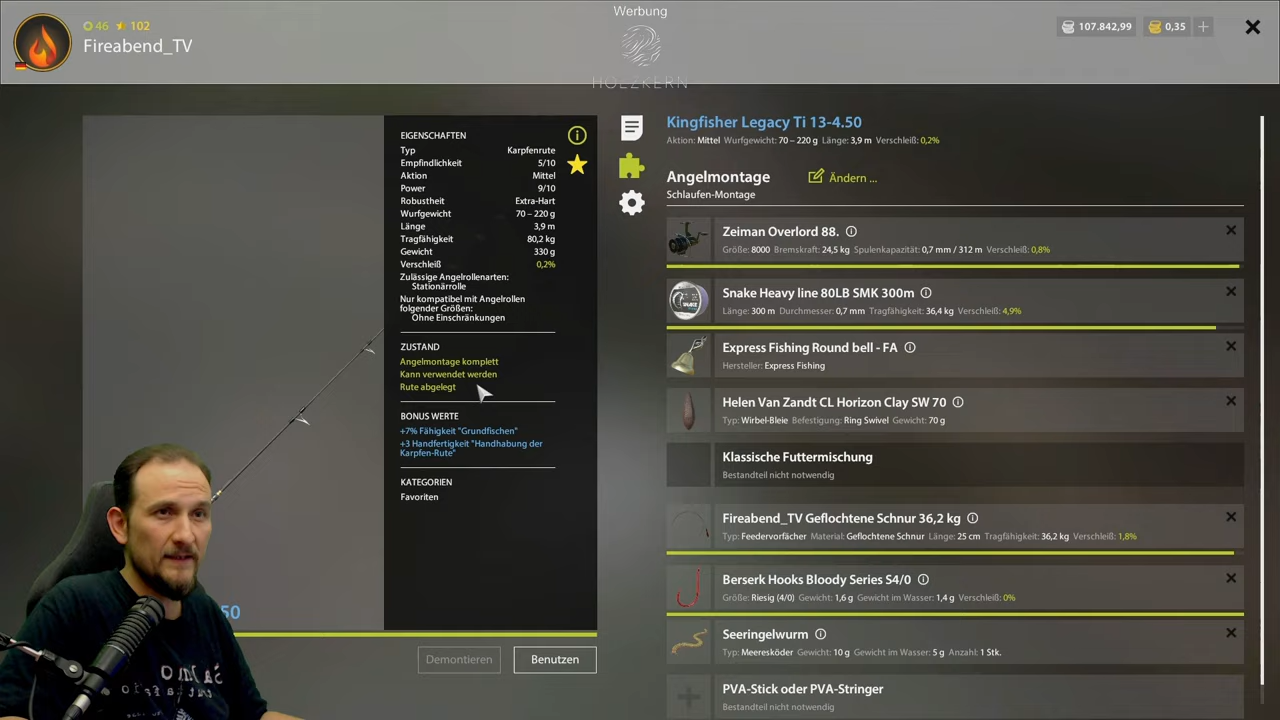 46 102
Fireabend_TV
Werbung
HOLZKERN
107.842,99
0,35
EIGENSCHAFTEN
Typ Karpfenrute
Empfindlichkeit 5/10
Aktion Mittel
Power 9/10
Robustheit Extra-Hart
Wurfgewicht 70 – 220 g
Länge 3,9 m
Tragfähigkeit 80,2 kg
Gewicht 330 g
Verschleiß 0,2%
Zulässige Angelrollenarten:
Stationärrolle
Nur kompatibel mit Angelrollen
folgender Größen:
Ohne Einschränkungen
ZUSTAND
Angelmontage komplett
Kann verwendet werden
Rute abgelegt
BONUS WERTE
+7% Fähigkeit "Grundfischen"
+3 Handfertigkeit "Handhabung der
Karpfen-Rute"
KATEGORIEN
Favoriten
50
Demontieren
Benutzen
Kingfisher Legacy Ti 13-4.50
Aktion: Mittel Wurfgewicht: 70 – 220 g Länge: 3,9 m Verschleiß: 0,2%
Angelmontage
Ändern ...
Schlaufen-Montage
Zeiman Overlord 88.
Größe: 8000 Bremskraft: 24,5 kg Spulenkapazität: 0,7 mm / 312 m Verschleiß: 0,8%
Snake Heavy line 80LB SMK 300m
Länge: 300 m Durchmesser: 0,7 mm Tragfähigkeit: 36,4 kg Verschleiß: 4,9%
Express Fishing Round bell - FA
Hersteller: Express Fishing
Helen Van Zandt CL Horizon Clay SW 70
Typ: Wirbel-Bleie Befestigung: Ring Swivel Gewicht: 70 g
Klassische Futtermischung
Bestandteil nicht notwendig
Fireabend_TV Geflochtene Schnur 36,2 kg
Typ: Feedervorfächer Material: Geflochtene Schnur Länge: 25 cm Tragfähigkeit: 36,2 kg Verschleiß: 1,8%
Berserk Hooks Bloody Series S4/0
Größe: Riesig (4/0) Gewicht: 1,6 g Gewicht im Wasser: 1,4 g Verschleiß: 0%
Seeringelwurm
Typ: Meeresköder Gewicht: 10 g Gewicht im Wasser: 5 g Anzahl: 1 Stk.
PVA-Stick oder PVA-Stringer
Bestandteil nicht notwendig